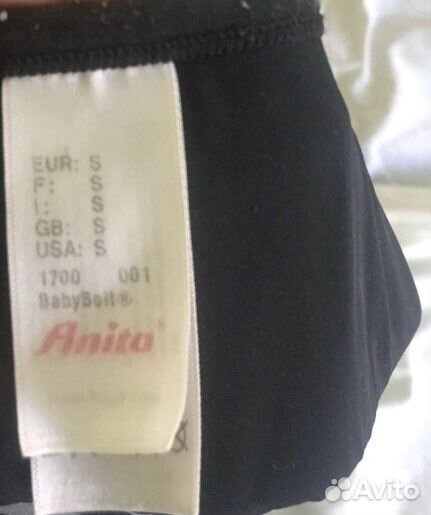 EUR: S
F: S
I: S
GB: S
USA: S
1700 001
BabyBelt®
Anita
Avito